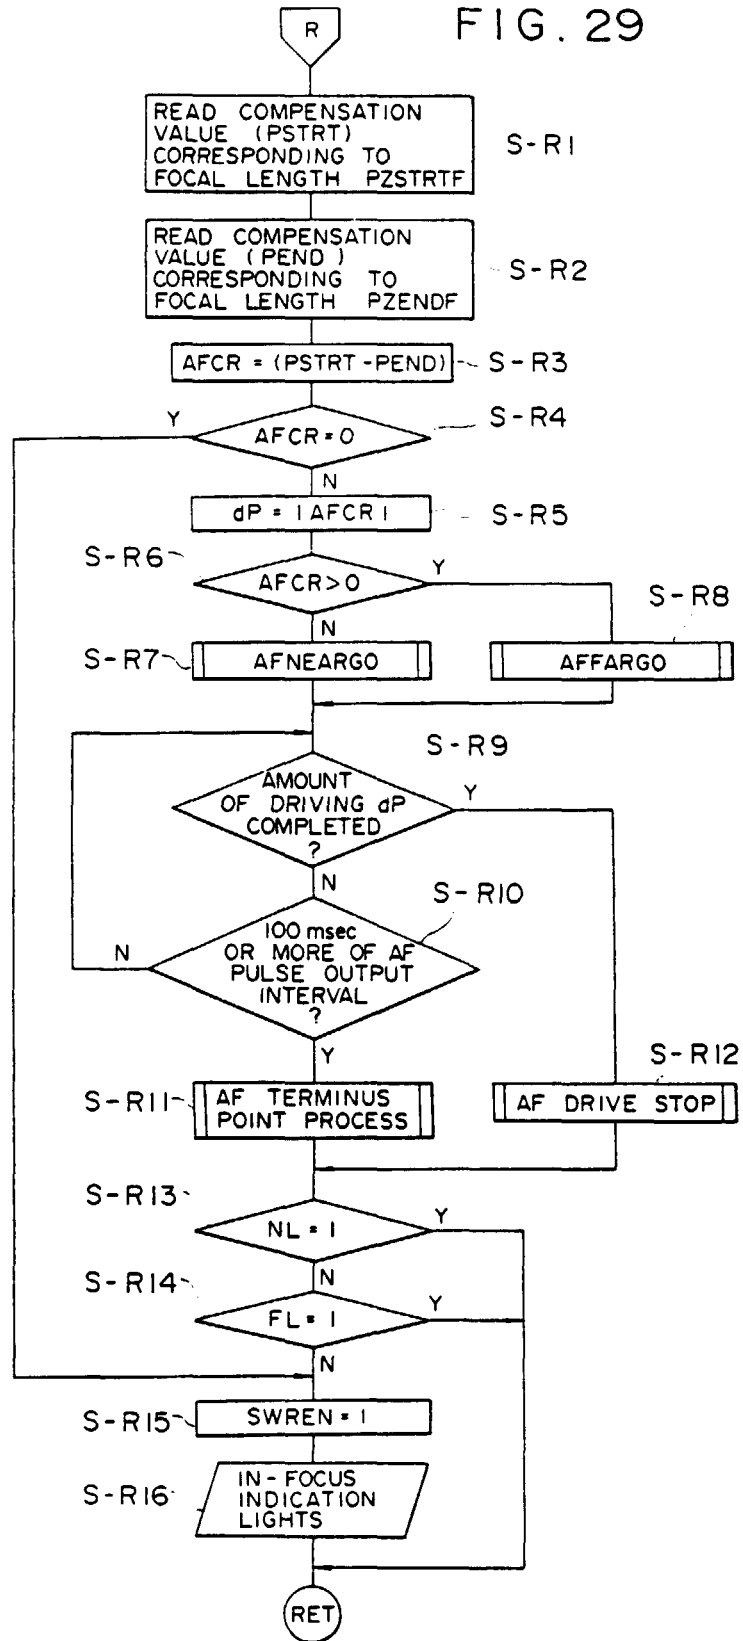 R
FIG. 29
READ COMPENSATION
VALUE (PSTRT)
CORRESPONDING TO
FOCAL LENGTH PZSTRTF
S-R1
READ COMPENSATION
VALUE (PEND)
CORRESPONDING TO
FOCAL LENGTH PZENDF
S-R2
AFCR = (PSTRT-PEND)
S-R3
Y
AFCR = 0
S-R4
N
dP = |AFCR|
S-R5
S-R6
AFCR>0
Y
N
S-R8
S-R7
AFNEARGO
AFFARGO
S-R9
AMOUNT
OF DRIVING dP
COMPLETED
?
Y
N
S-R10
100 msec
OR MORE OF AF
PULSE OUTPUT
INTERVAL
?
N
Y
S-R12
S-R11
AF TERMINUS
POINT PROCESS
AF DRIVE STOP
S-R13
NL = 1
Y
N
S-R14
FL = 1
Y
N
S-R15
SWREN = 1
S-R16
IN-FOCUS
INDICATION
LIGHTS
RET